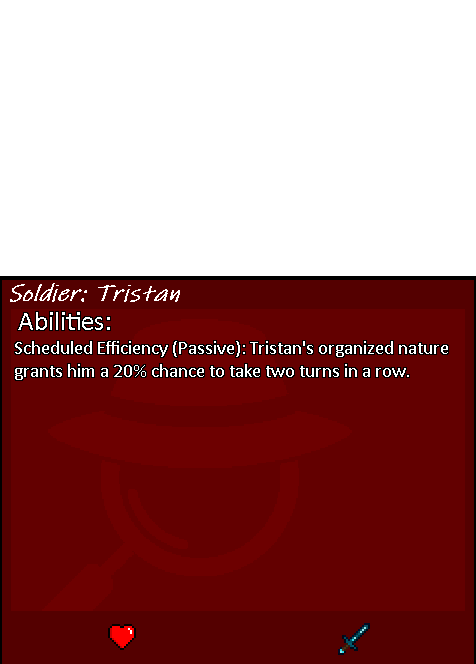 Soldier: Tristan
Abilities:
Scheduled Efficiency (Passive): Tristan's organized nature
grants him a 20% chance to take two turns in a row.